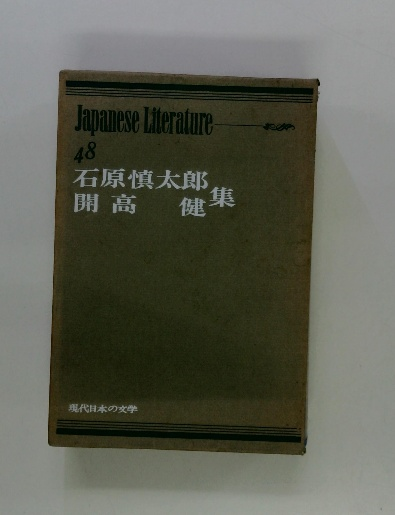 Japanese Literature
48
石原慎太郎
開高 健 集
現代日本の文学